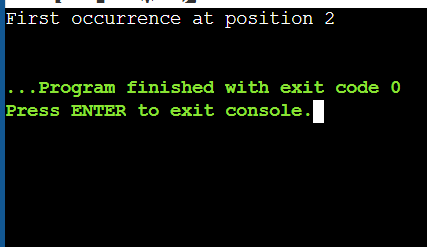 First occurrence at position 2
...Program finished with exit code 0
Press ENTER to exit console.